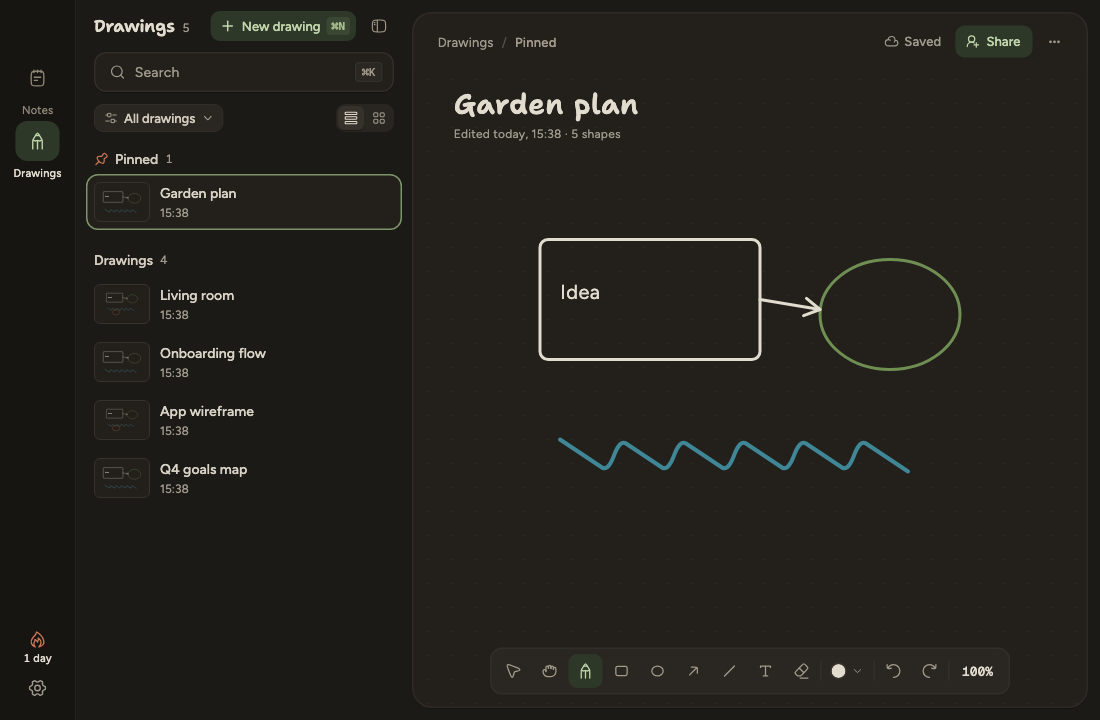 Drawings 5
New drawing ⌘N
Search ⌘K
All drawings
Notes
Drawings
Pinned 1
Garden plan
15:38
Drawings 4
Living room
15:38
Onboarding flow
15:38
App wireframe
15:38
Q4 goals map
15:38
1 day
Drawings / Pinned
Saved
Share
Garden plan
Edited today, 15:38 · 5 shapes
Idea
T
100%